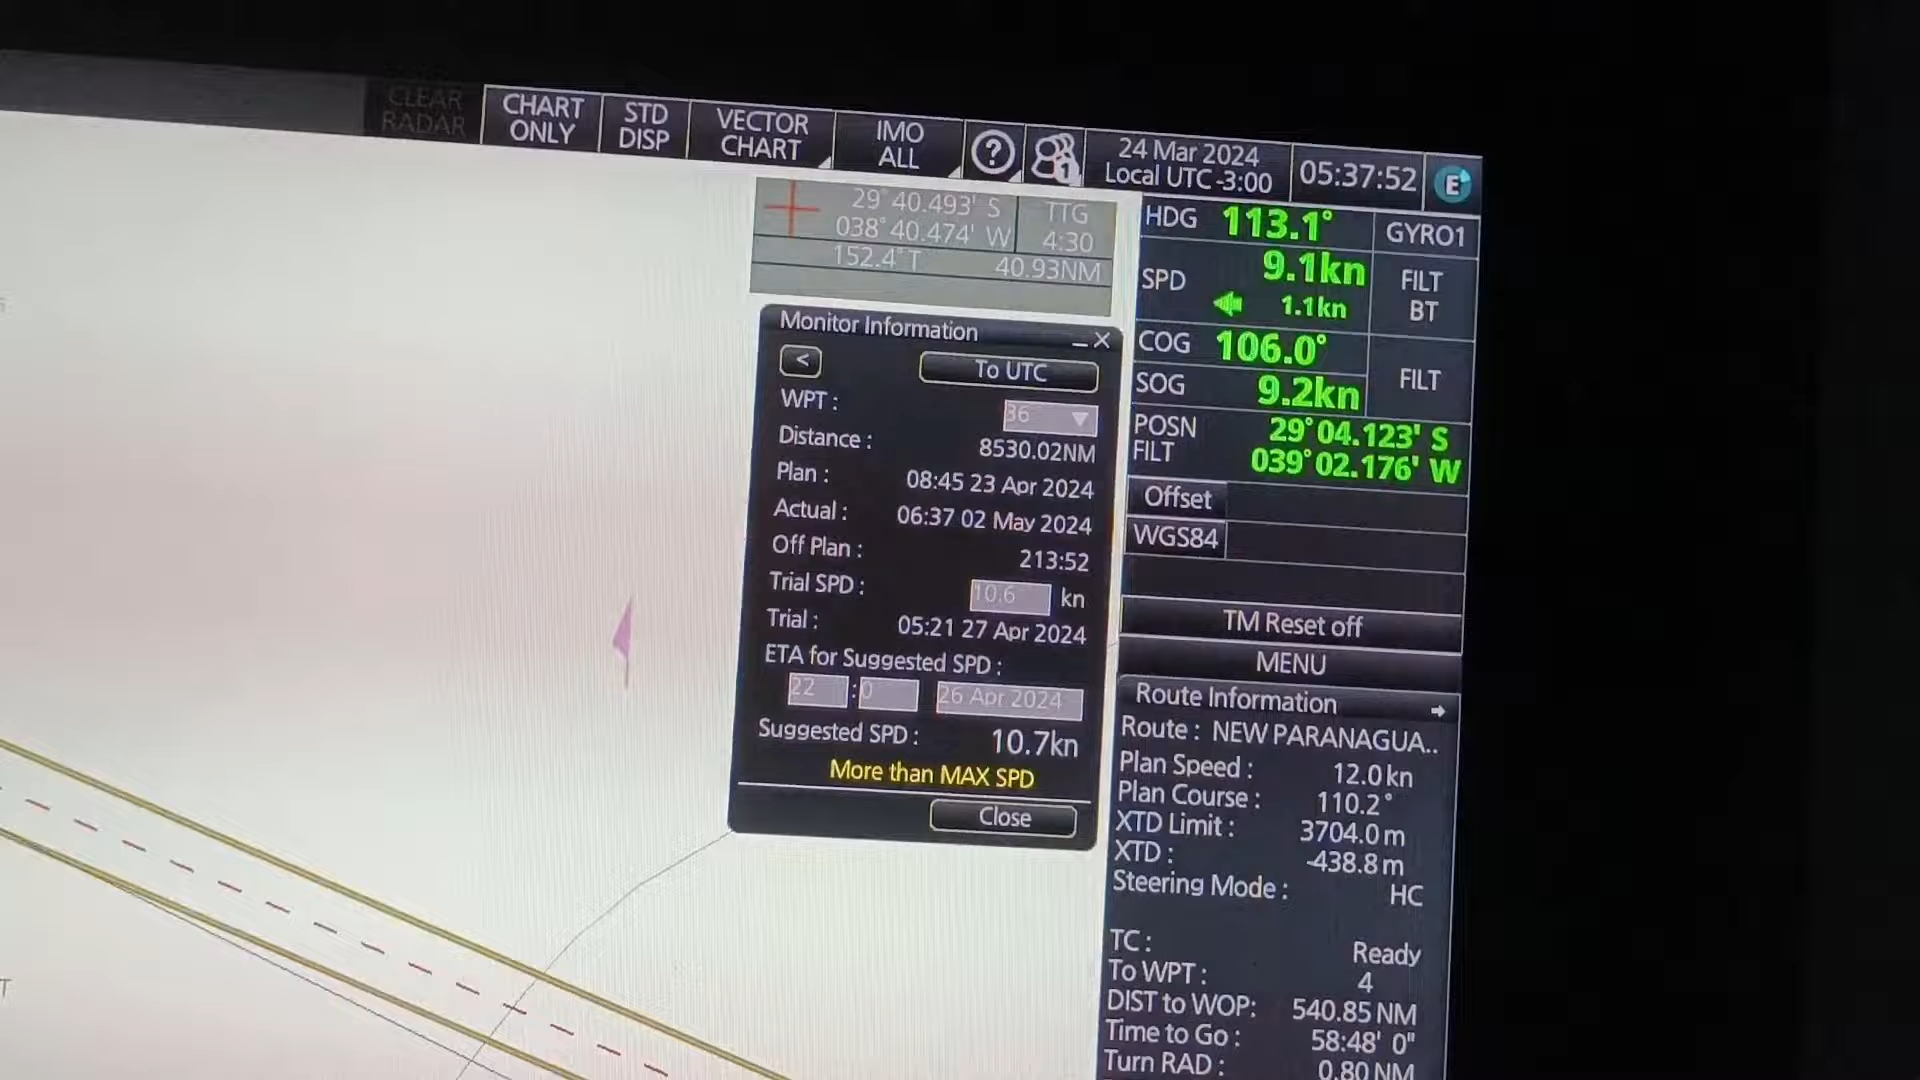 CLEAR
RADAR
CHART
ONLY
STD
DISP
VECTOR
CHART
IMO
ALL
?
1
24 Mar 2024
Local UTC -3:00
05:37:52
E
29° 40.493' S
038° 40.474' W
TTG
4:30
152.4°T
40.93NM
HDG 113.1° GYRO1
SPD 9.1kn
1.1kn
FILT
BT
COG 106.0°
SOG 9.2kn
FILT
POSN
FILT
29° 04.123' S
039° 02.176' W
Offset
WGS84
TM Reset off
MENU
Monitor Information
_ X
< To UTC
WPT : 36
Distance : 8530.02NM
Plan : 08:45 23 Apr 2024
Actual : 06:37 02 May 2024
Off Plan : 213:52
Trial SPD : 10.6 kn
Trial : 05:21 27 Apr 2024
ETA for Suggested SPD :
22 : 0 26 Apr 2024
Suggested SPD : 10.7kn
More than MAX SPD
Close
Route Information
Route : NEW PARANAGUA..
Plan Speed : 12.0 kn
Plan Course : 110.2°
XTD Limit : 3704.0 m
XTD : -438.8 m
Steering Mode : HC
TC : Ready
To WPT : 4
DIST to WOP: 540.85 NM
Time to Go : 58:48' 0"
Turn RAD : 0.80 NM